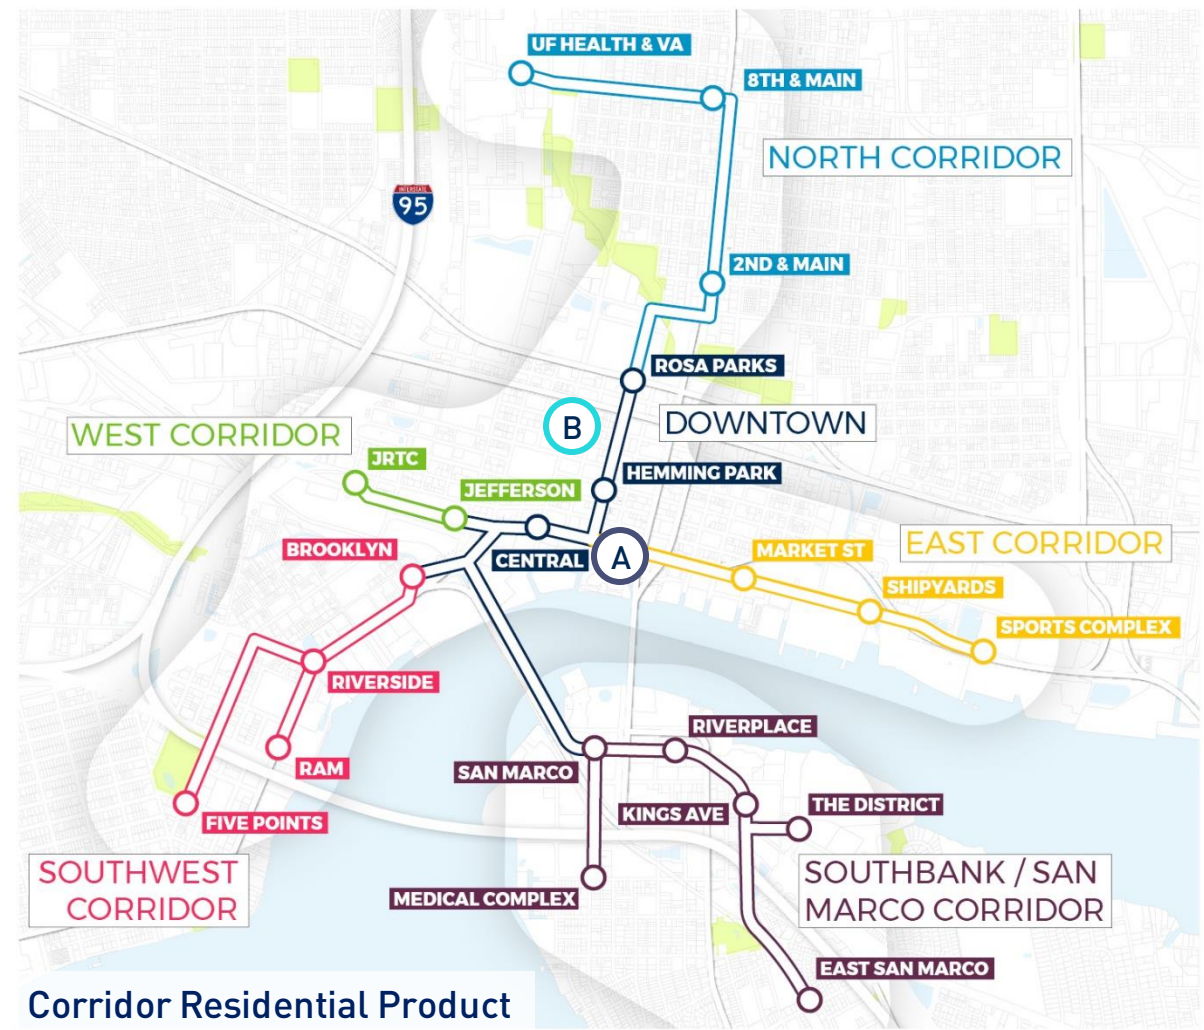 UF HEALTH & VA
8TH & MAIN
NORTH CORRIDOR
INTERSTATE
95
2ND & MAIN
ROSA PARKS
DOWNTOWN
B
WEST CORRIDOR
JRTC
HEMMING PARK
JEFFERSON
EAST CORRIDOR
BROOKLYN
CENTRAL
A
MARKET ST
SHIPYARDS
SPORTS COMPLEX
RIVERSIDE
RIVERPLACE
RAM
SAN MARCO
KINGS AVE
THE DISTRICT
FIVE POINTS
SOUTHWEST
CORRIDOR
MEDICAL COMPLEX
SOUTHBANK / SAN
MARCO CORRIDOR
EAST SAN MARCO
Corridor Residential Product